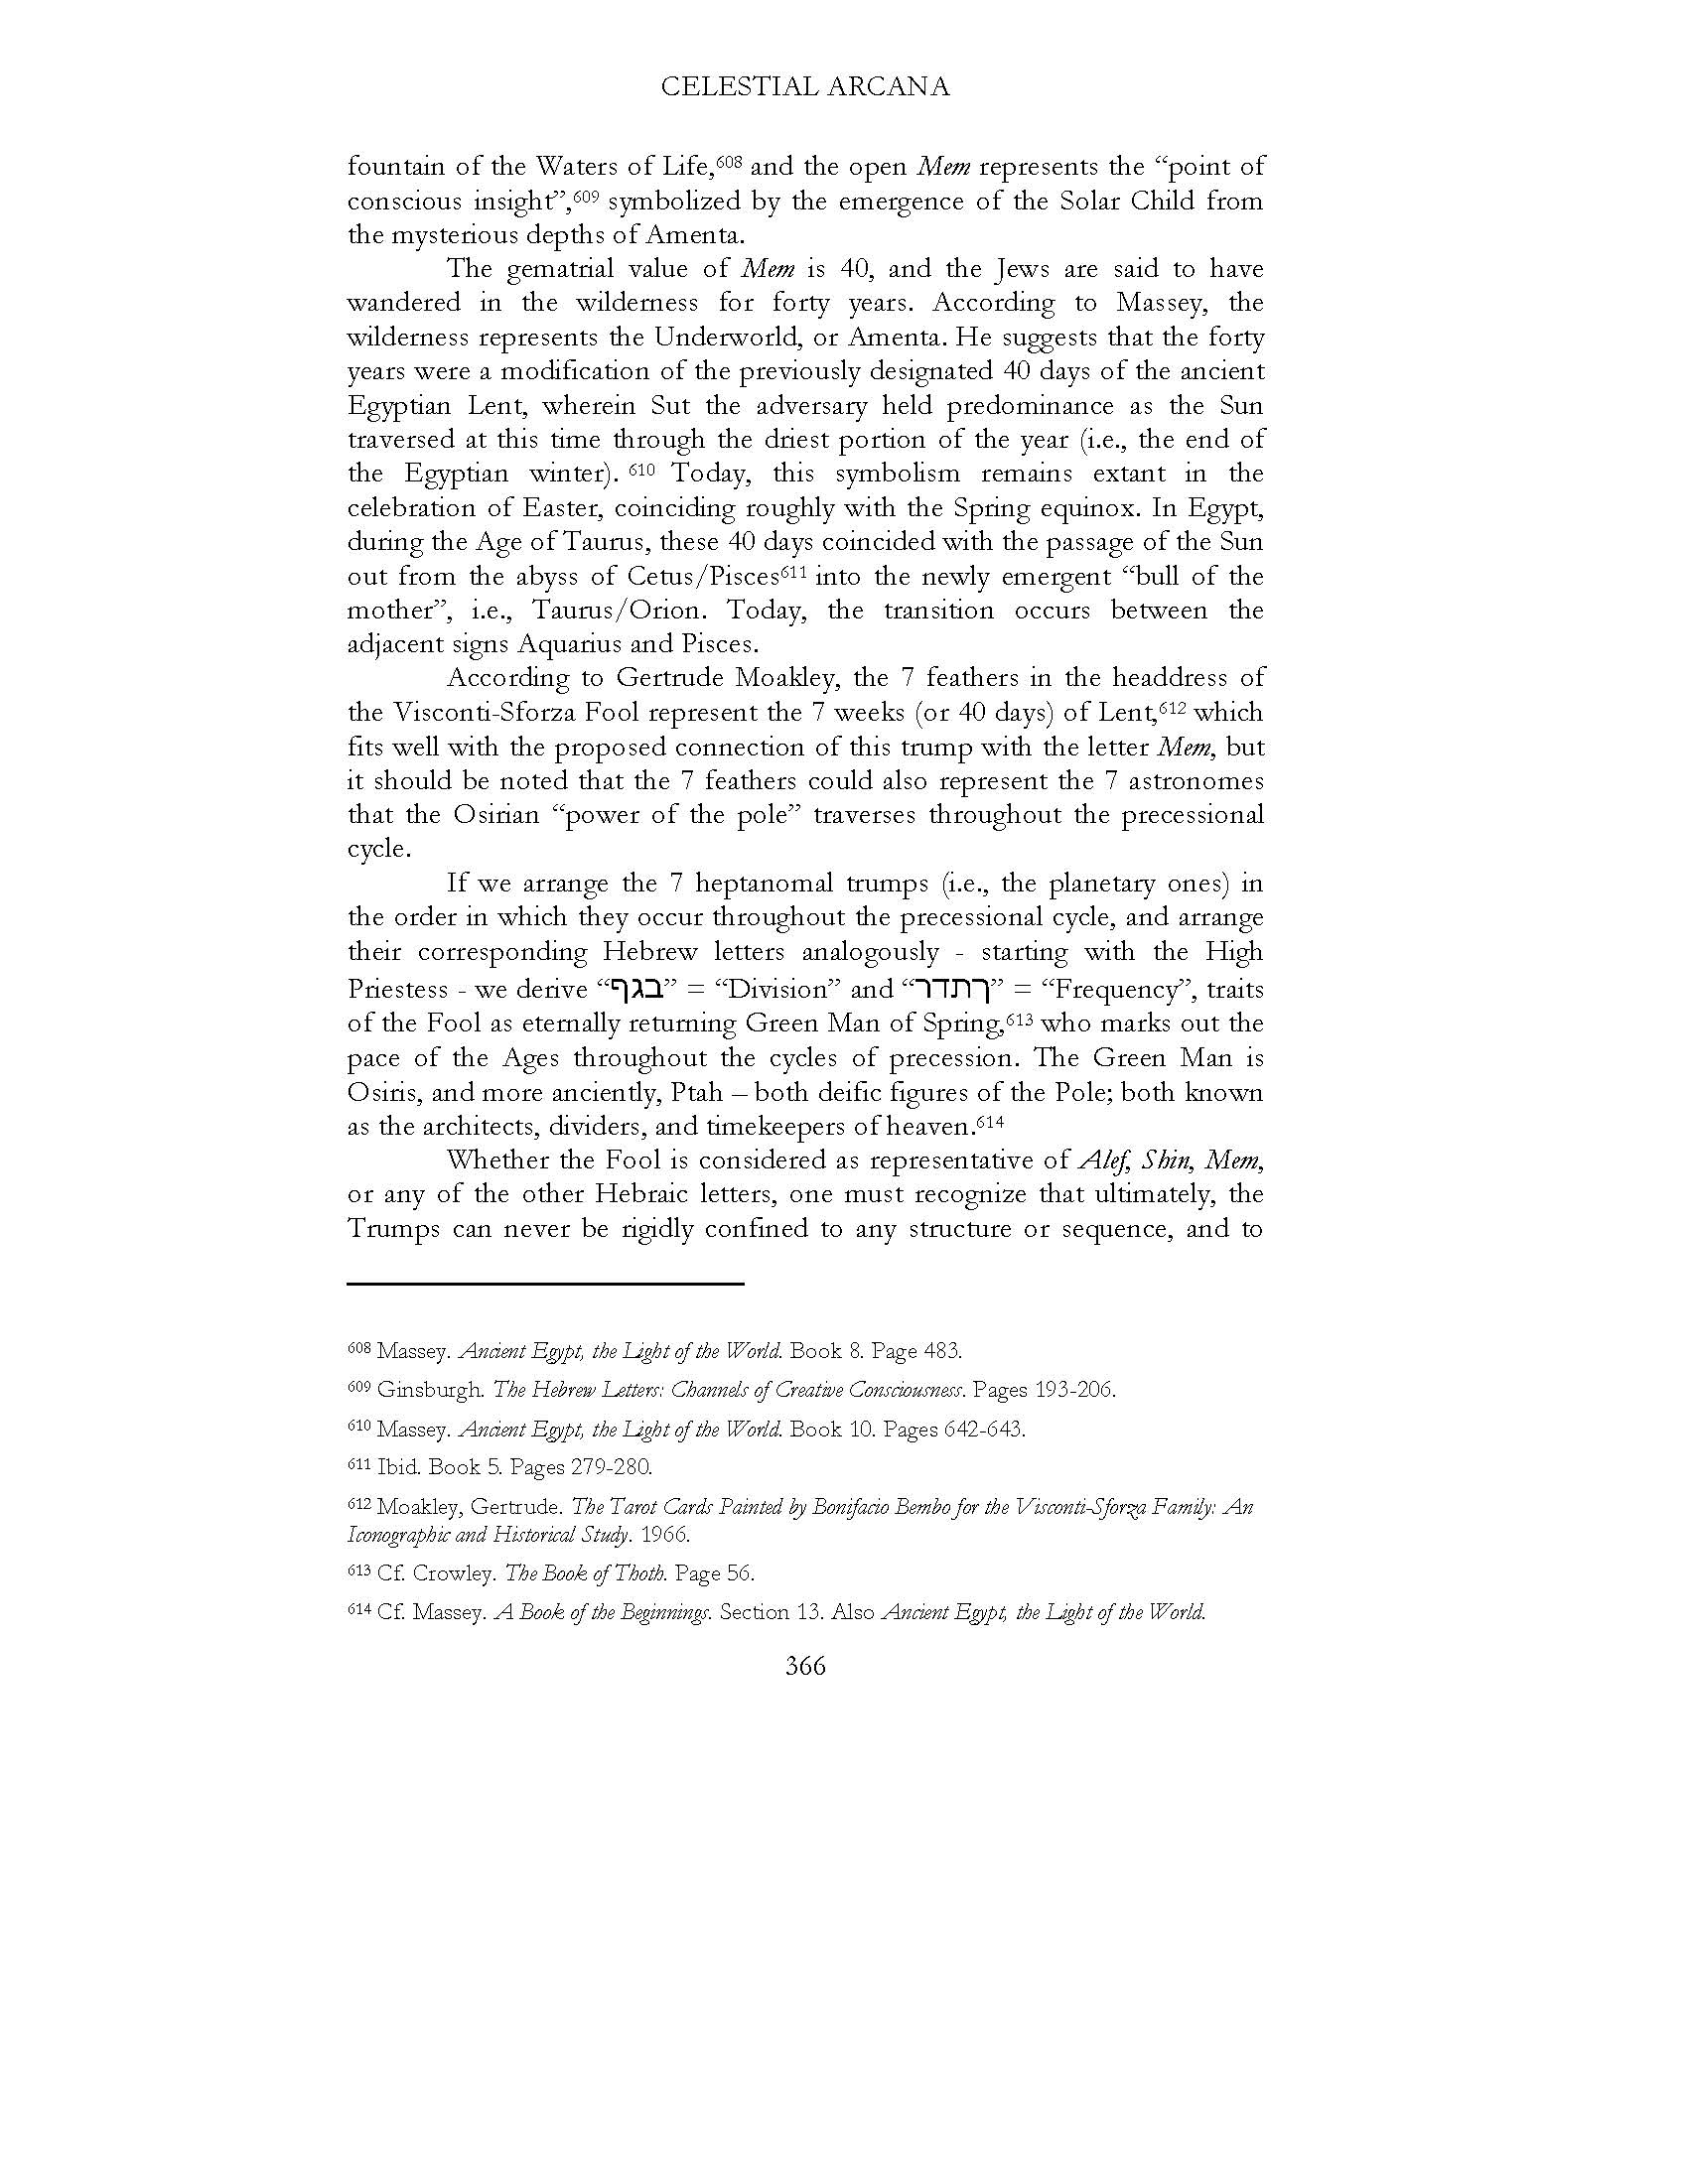 CELESTIAL ARCANA
fountain of the Waters of Life,608 and the open Mem represents the “point of
conscious insight”,609 symbolized by the emergence of the Solar Child from
the mysterious depths of Amenta.
The gematrial value of Mem is 40, and the Jews are said to have
wandered in the wilderness for forty years. According to Massey, the
wilderness represents the Underworld, or Amenta. He suggests that the forty
years were a modification of the previously designated 40 days of the ancient
Egyptian Lent, wherein Sut the adversary held predominance as the Sun
traversed at this time through the driest portion of the year (i.e., the end of
the Egyptian winter). 610 Today, this symbolism remains extant in the
celebration of Easter, coinciding roughly with the Spring equinox. In Egypt,
during the Age of Taurus, these 40 days coincided with the passage of the Sun
out from the abyss of Cetus/Pisces611 into the newly emergent “bull of the
mother”, i.e., Taurus/Orion. Today, the transition occurs between the
adjacent signs Aquarius and Pisces.
According to Gertrude Moakley, the 7 feathers in the headdress of
the Visconti-Sforza Fool represent the 7 weeks (or 40 days) of Lent,612 which
fits well with the proposed connection of this trump with the letter Mem, but
it should be noted that the 7 feathers could also represent the 7 astronomes
that the Osirian “power of the pole” traverses throughout the precessional
cycle.
If we arrange the 7 heptanomal trumps (i.e., the planetary ones) in
the order in which they occur throughout the precessional cycle, and arrange
their corresponding Hebrew letters analogously - starting with the High
Priestess - we derive “בגף” = “Division” and “ךתדר” = “Frequency”, traits
of the Fool as eternally returning Green Man of Spring,613 who marks out the
pace of the Ages throughout the cycles of precession. The Green Man is
Osiris, and more anciently, Ptah – both deific figures of the Pole; both known
as the architects, dividers, and timekeepers of heaven.614
Whether the Fool is considered as representative of Alef, Shin, Mem,
or any of the other Hebraic letters, one must recognize that ultimately, the
Trumps can never be rigidly confined to any structure or sequence, and to
608 Massey. Ancient Egypt, the Light of the World. Book 8. Page 483.
609 Ginsburgh. The Hebrew Letters: Channels of Creative Consciousness. Pages 193-206.
610 Massey. Ancient Egypt, the Light of the World. Book 10. Pages 642-643.
611 Ibid. Book 5. Pages 279-280.
612 Moakley, Gertrude. The Tarot Cards Painted by Bonifacio Bembo for the Visconti-Sforza Family: An
Iconographic and Historical Study. 1966.
613 Cf. Crowley. The Book of Thoth. Page 56.
614 Cf. Massey. A Book of the Beginnings. Section 13. Also Ancient Egypt, the Light of the World.
366